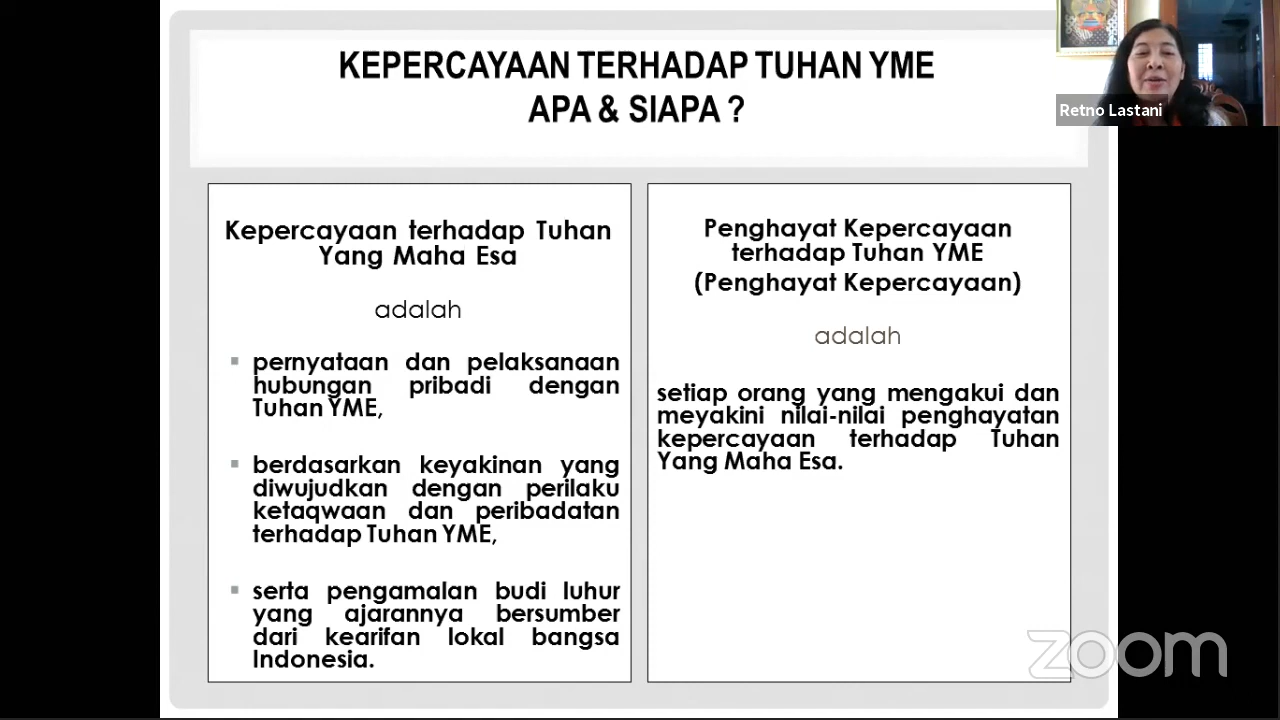 KEPERCAYAAN TERHADAP TUHAN YME
APA & SIAPA ?
Retno Lastani
Kepercayaan terhadap Tuhan
Yang Maha Esa
adalah
▪ pernyataan dan pelaksanaan
hubungan pribadi dengan
Tuhan YME,
▪ berdasarkan keyakinan yang
diwujudkan dengan perilaku
ketaqwaan dan peribadatan
terhadap Tuhan YME,
▪ serta pengamalan budi luhur
yang ajarannya bersumber
dari kearifan lokal bangsa
Indonesia.
Penghayat Kepercayaan
terhadap Tuhan YME
(Penghayat Kepercayaan)
adalah
setiap orang yang mengakui dan
meyakini nilai-nilai penghayatan
kepercayaan terhadap Tuhan
Yang Maha Esa.
zoom